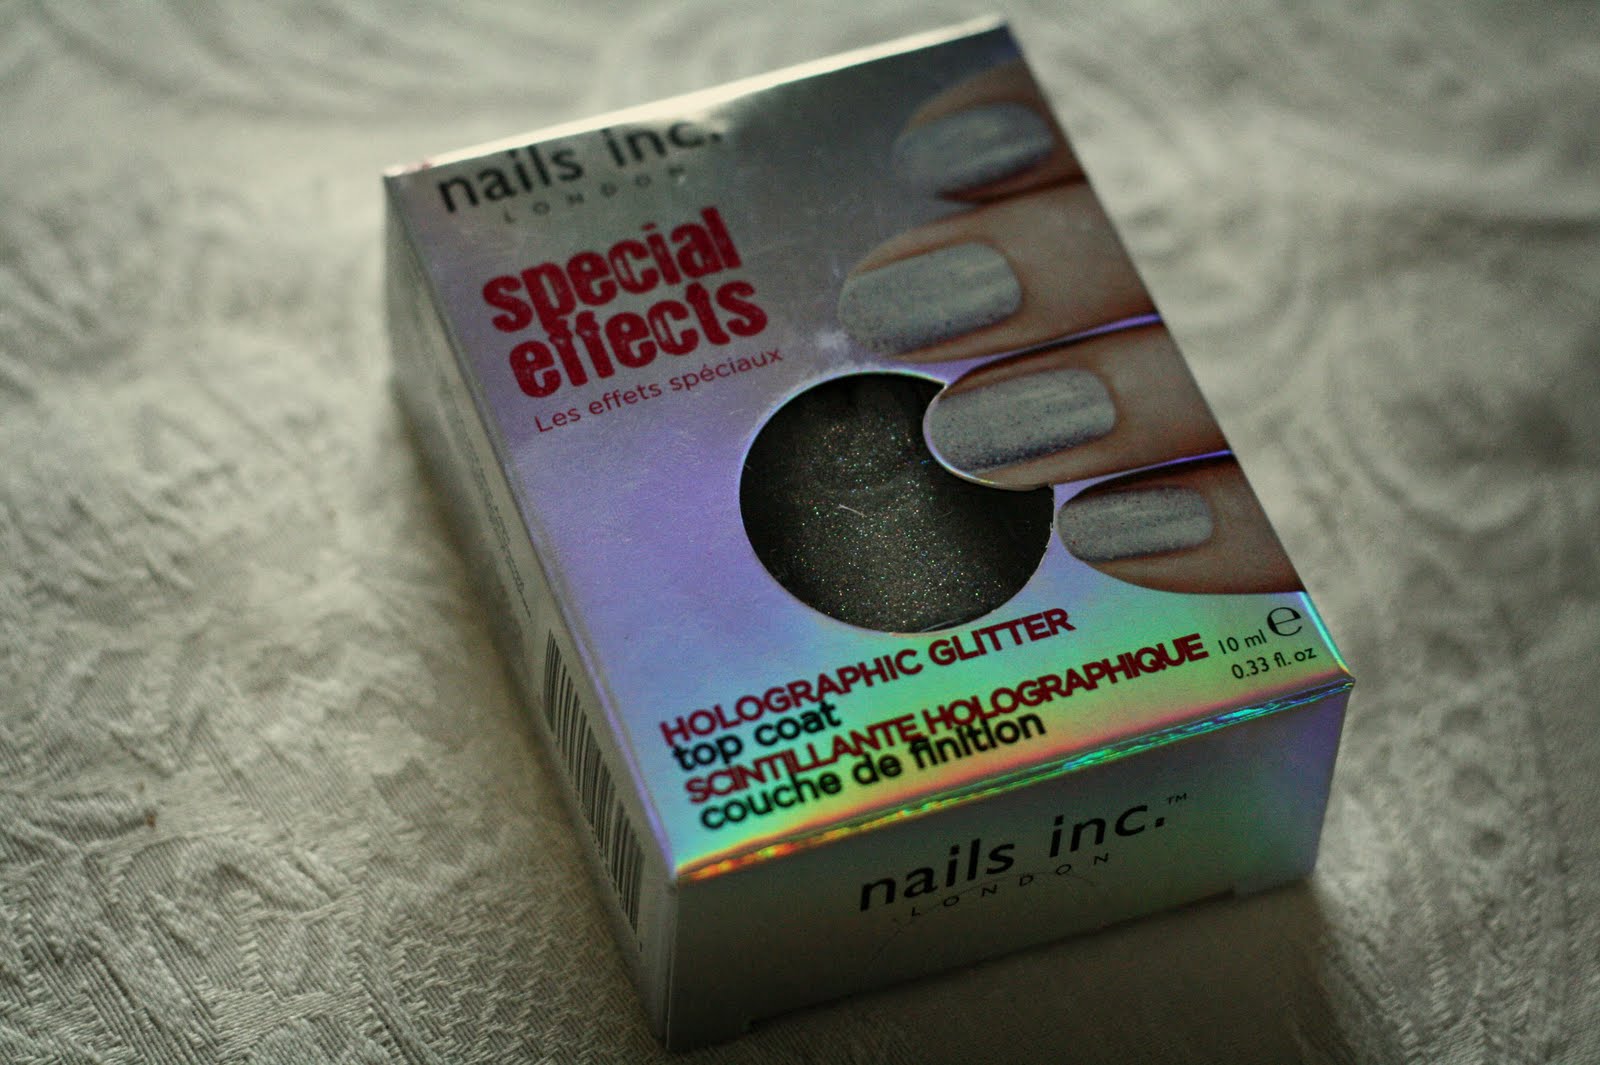 nails inc.
LONDON
special
effects
Les effets spéciaux
HOLOGRAPHIC GLITTER
top coat
SCINTILLANTE HOLOGRAPHIQUE
couche de finition
10 ml e
0.33 fl. oz
nails inc.™
LONDON